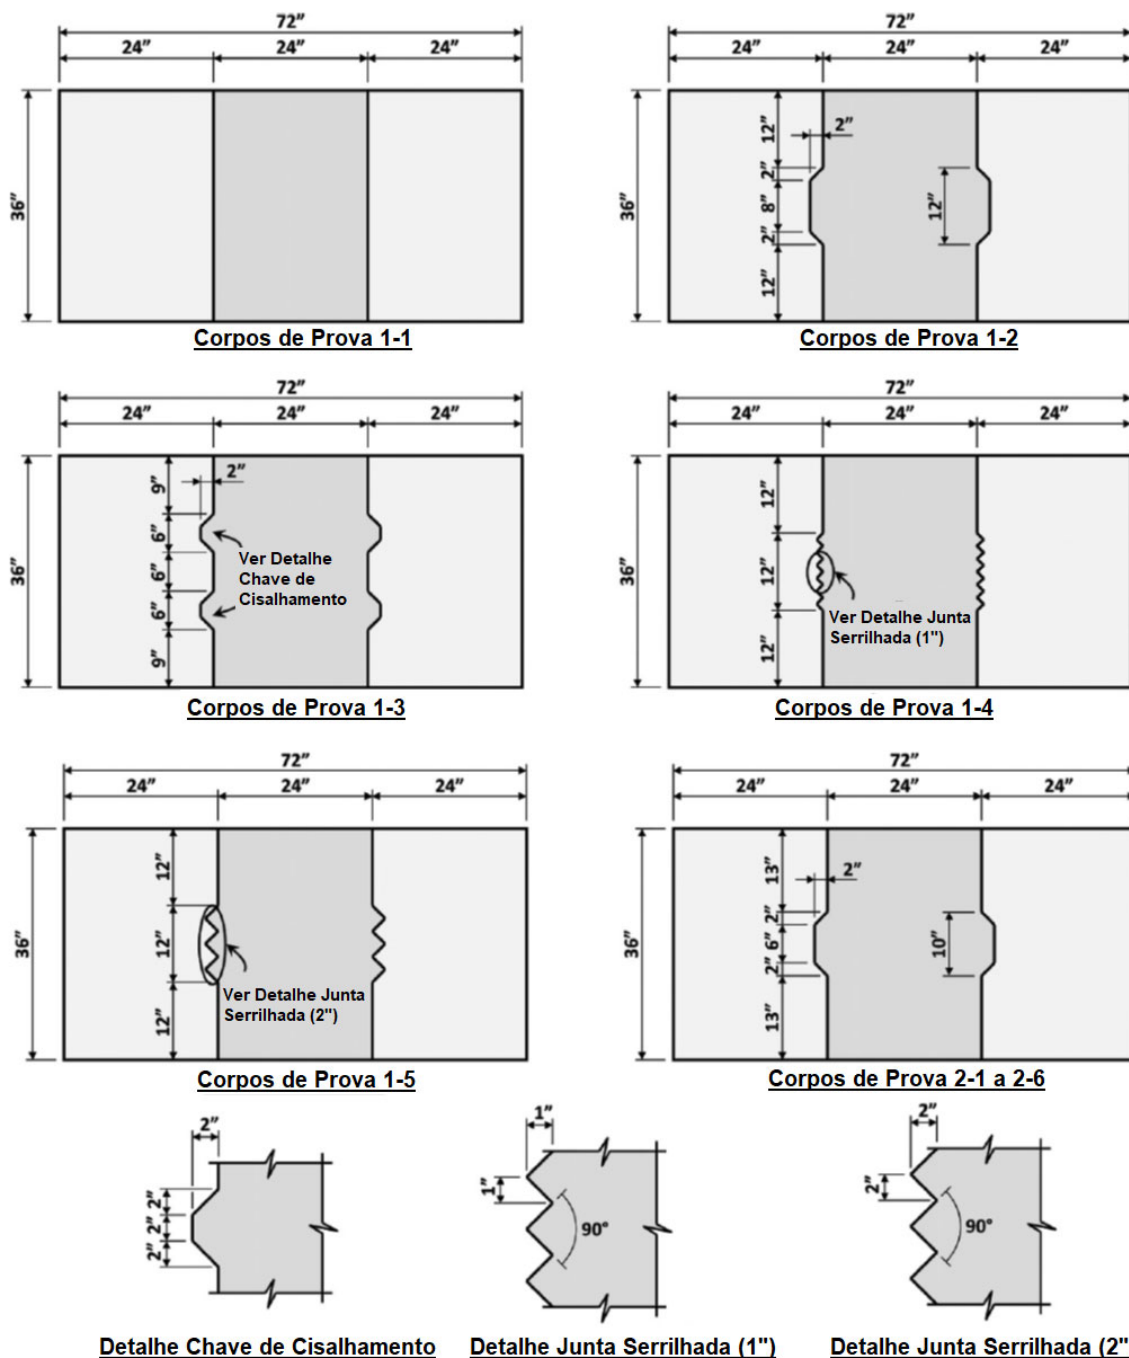 72”
24” 24” 24”
36”
Corpos de Prova 1-1
72”
24” 24” 24”
36”
12”
2”
8”
2”
12”
2”
12”
Corpos de Prova 1-2
72”
24” 24” 24”
36”
9”
6”
6”
6”
9”
2”
Ver Detalhe
Chave de
Cisalhamento
Corpos de Prova 1-3
72”
24” 24” 24”
36”
12”
12”
12”
Ver Detalhe Junta
Serrilhada (1")
Corpos de Prova 1-4
72”
24” 24” 24”
36”
12”
12”
12”
Ver Detalhe Junta
Serrilhada (2")
Corpos de Prova 1-5
72”
24” 24” 24”
36”
13”
2”
6”
2”
13”
2”
10”
Corpos de Prova 2-1 a 2-6
2”
2”
2”
2”
Detalhe Chave de Cisalhamento
1”
1”
90°
Detalhe Junta Serrilhada (1")
2”
2”
90°
Detalhe Junta Serrilhada (2"